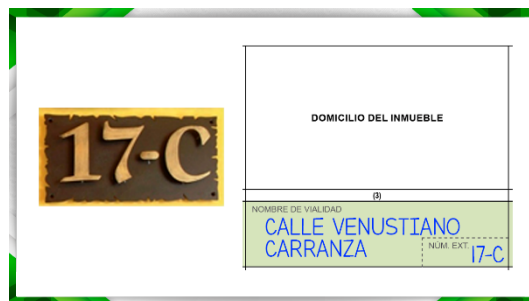 17-C
DOMICILIO DEL INMUEBLE
(3)
NOMBRE DE VIALIDAD
CALLE VENUSTIANO
CARRANZA
NÚM. EXT. 17-C